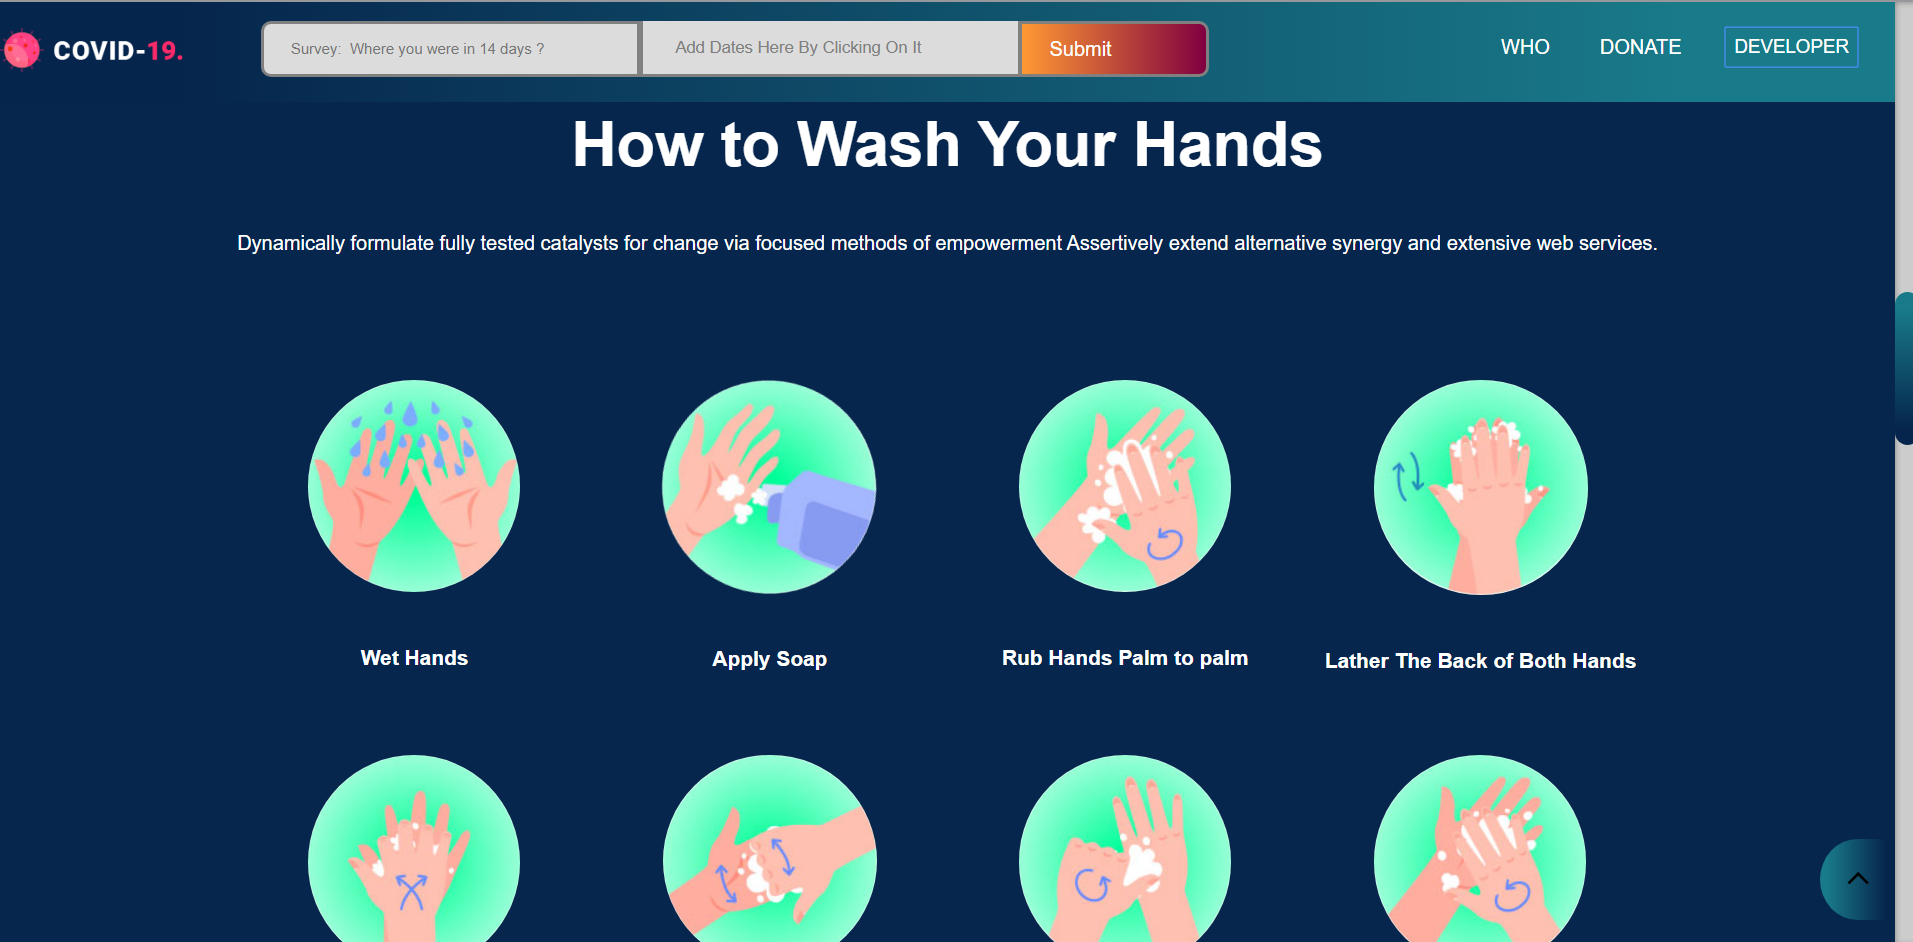 COVID-19.
Survey:  Where you were in 14 days ?
Add Dates Here By Clicking On It
Submit
WHO
DONATE
DEVELOPER
How to Wash Your Hands
Dynamically formulate fully tested catalysts for change via focused methods of empowerment Assertively extend alternative synergy and extensive web services.
Wet Hands
Apply Soap
Rub Hands Palm to palm
Lather The Back of Both Hands